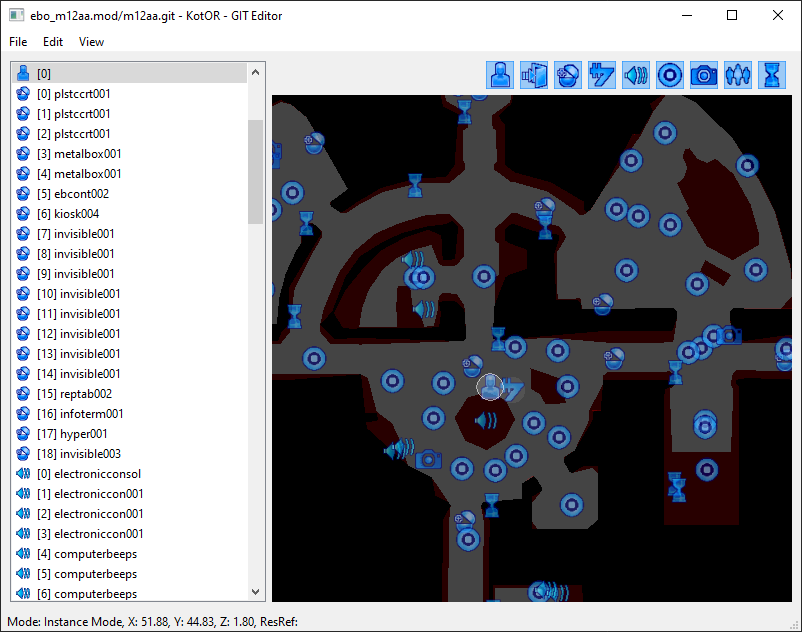 ebo_m12aa.mod/m12aa.git - KotOR - GIT Editor
File Edit View
[0]
[0] plstccrt001
[1] plstccrt001
[2] plstccrt001
[3] metalbox001
[4] metalbox001
[5] ebcont002
[6] kiosk004
[7] invisible001
[8] invisible001
[9] invisible001
[10] invisible001
[11] invisible001
[12] invisible001
[13] invisible001
[14] invisible001
[15] reptab002
[16] infoterm001
[17] hyper001
[18] invisible003
[0] electronicconsol
[1] electroniccon001
[2] electroniccon001
[3] electroniccon001
[4] computerbeeps
[5] computerbeeps
[6] computerbeeps
Mode: Instance Mode, X: 51.88, Y: 44.83, Z: 1.80, ResRef: